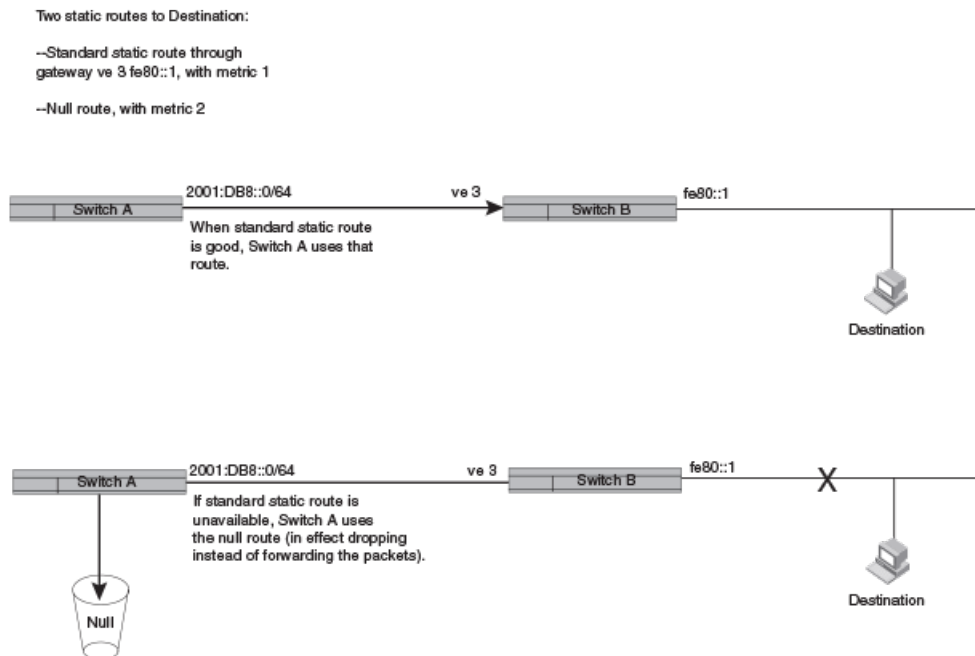 Two static routes to Destination:
--Standard static route through
gateway ve 3 fe80::1, with metric 1
--Null route, with metric 2
2001:DB8::0/64
ve 3
fe80::1
Switch A
Switch B
When standard static route
is good, Switch A uses that
route.
Destination
2001:DB8::0/64
ve 3
fe80::1
Switch A
Switch B
X
If standard static route is
unavailable, Switch A uses
the null route (in effect dropping
instead of forwarding the packets).
Destination
Null